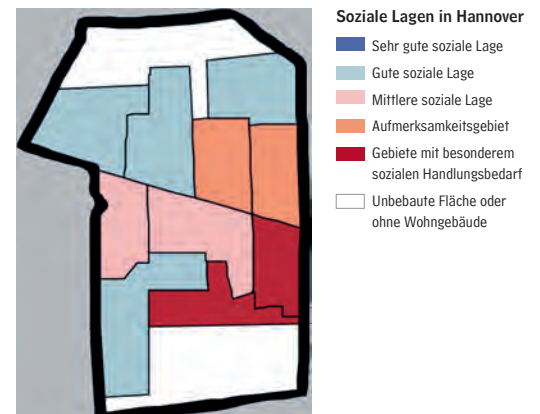 Soziale Lagen in Hannover
Sehr gute soziale Lage
Gute soziale Lage
Mittlere soziale Lage
Aufmerksamkeitsgebiet
Gebiete mit besonderem
sozialen Handlungsbedarf
Unbebaute Fläche oder
ohne Wohngebäude